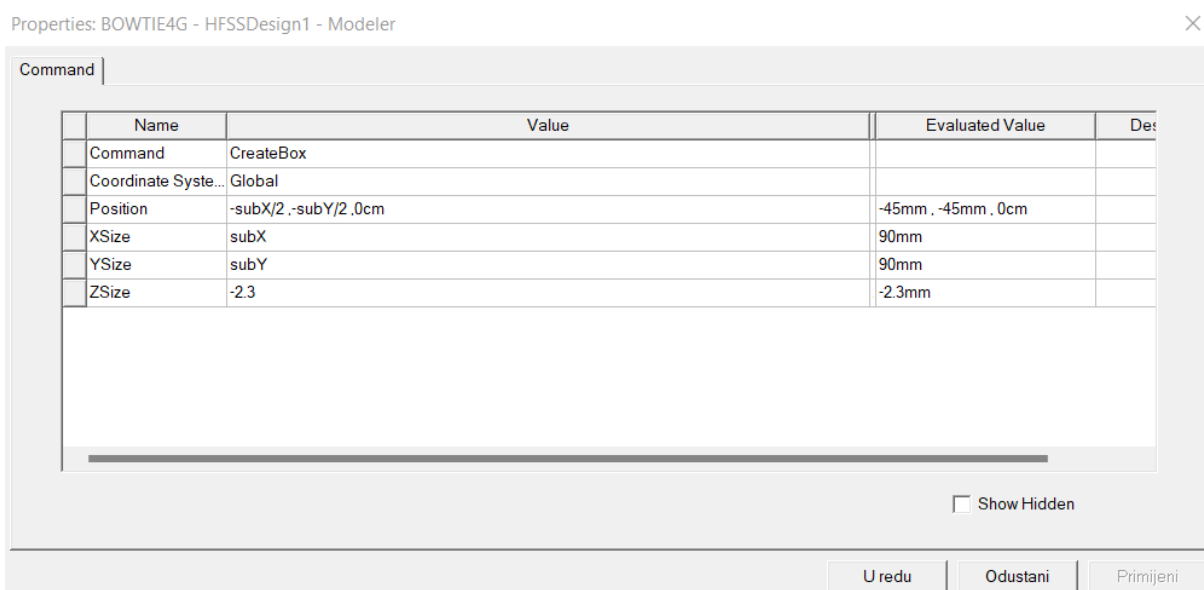 Properties: BOWTIE4G - HFSSDesign1 - Modeler
Command
Name Value Evaluated Value Des
Command CreateBox
Coordinate Syste... Global
Position -subX/2 ,-subY/2 ,0cm -45mm , -45mm , 0cm
XSize subX 90mm
YSize subY 90mm
ZSize -2.3 -2.3mm
Show Hidden
U redu Odustani Primijeni